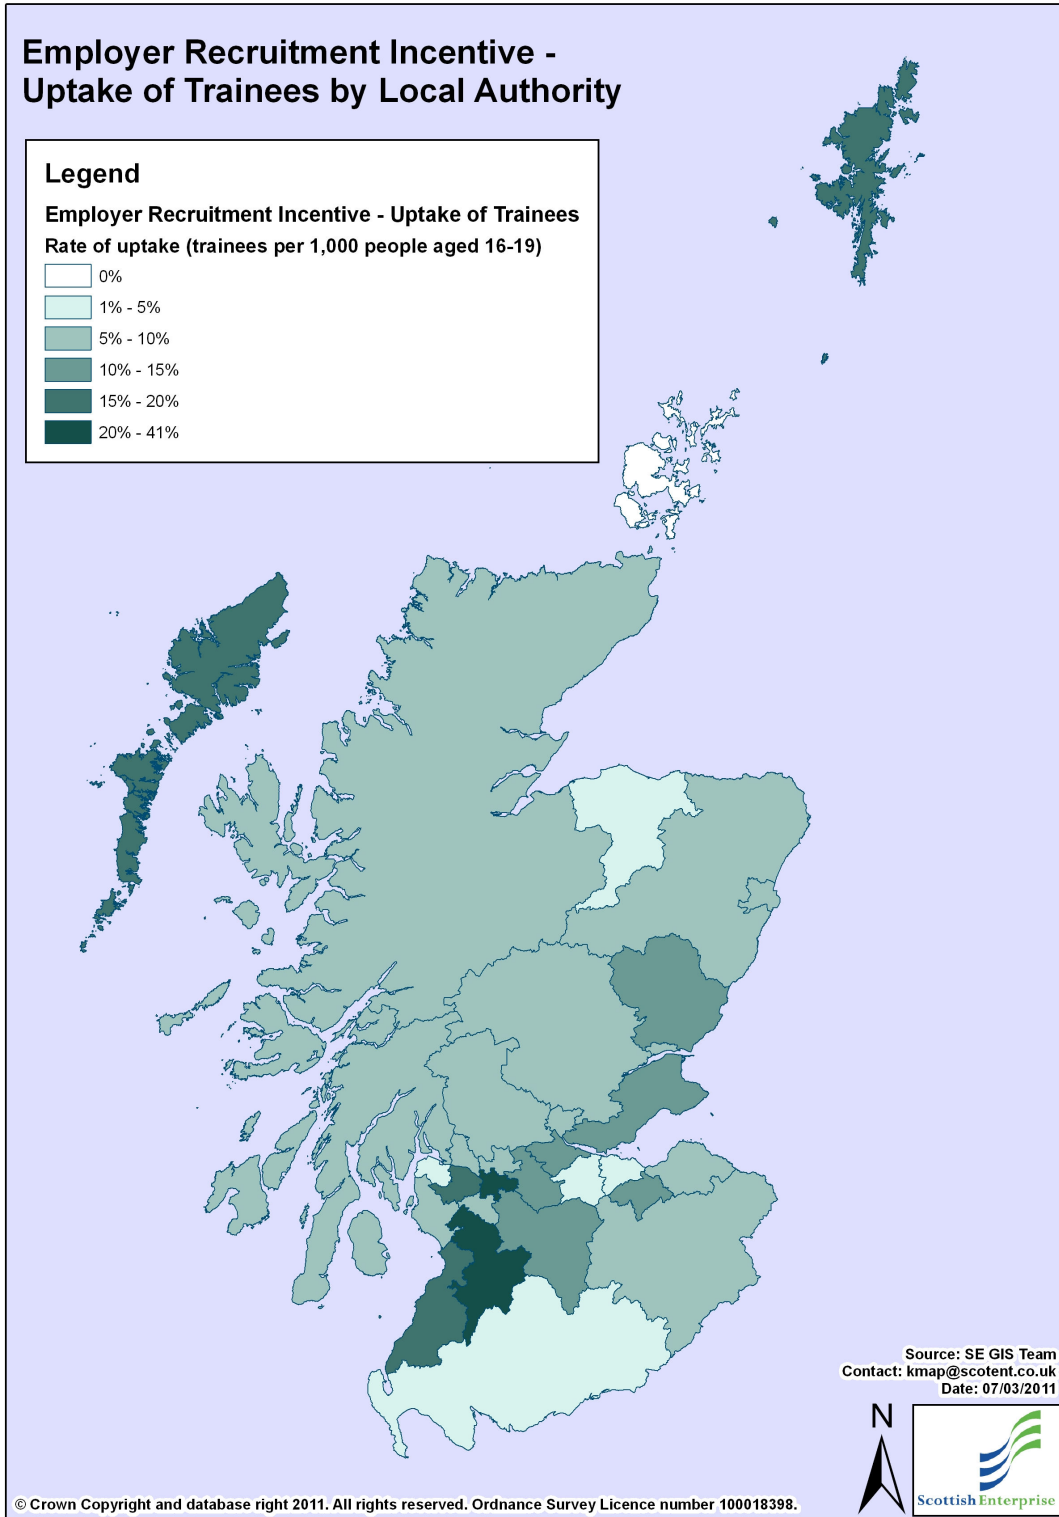 Employer Recruitment Incentive -
Uptake of Trainees by Local Authority
Legend
Employer Recruitment Incentive - Uptake of Trainees
Rate of uptake (trainees per 1,000 people aged 16-19)
0%
1% - 5%
5% - 10%
10% - 15%
15% - 20%
20% - 41%
Source: SE GIS Team
Contact: kmap@scotent.co.uk
Date: 07/03/2011
N
Scottish Enterprise
© Crown Copyright and database right 2011. All rights reserved. Ordnance Survey Licence number 100018398.